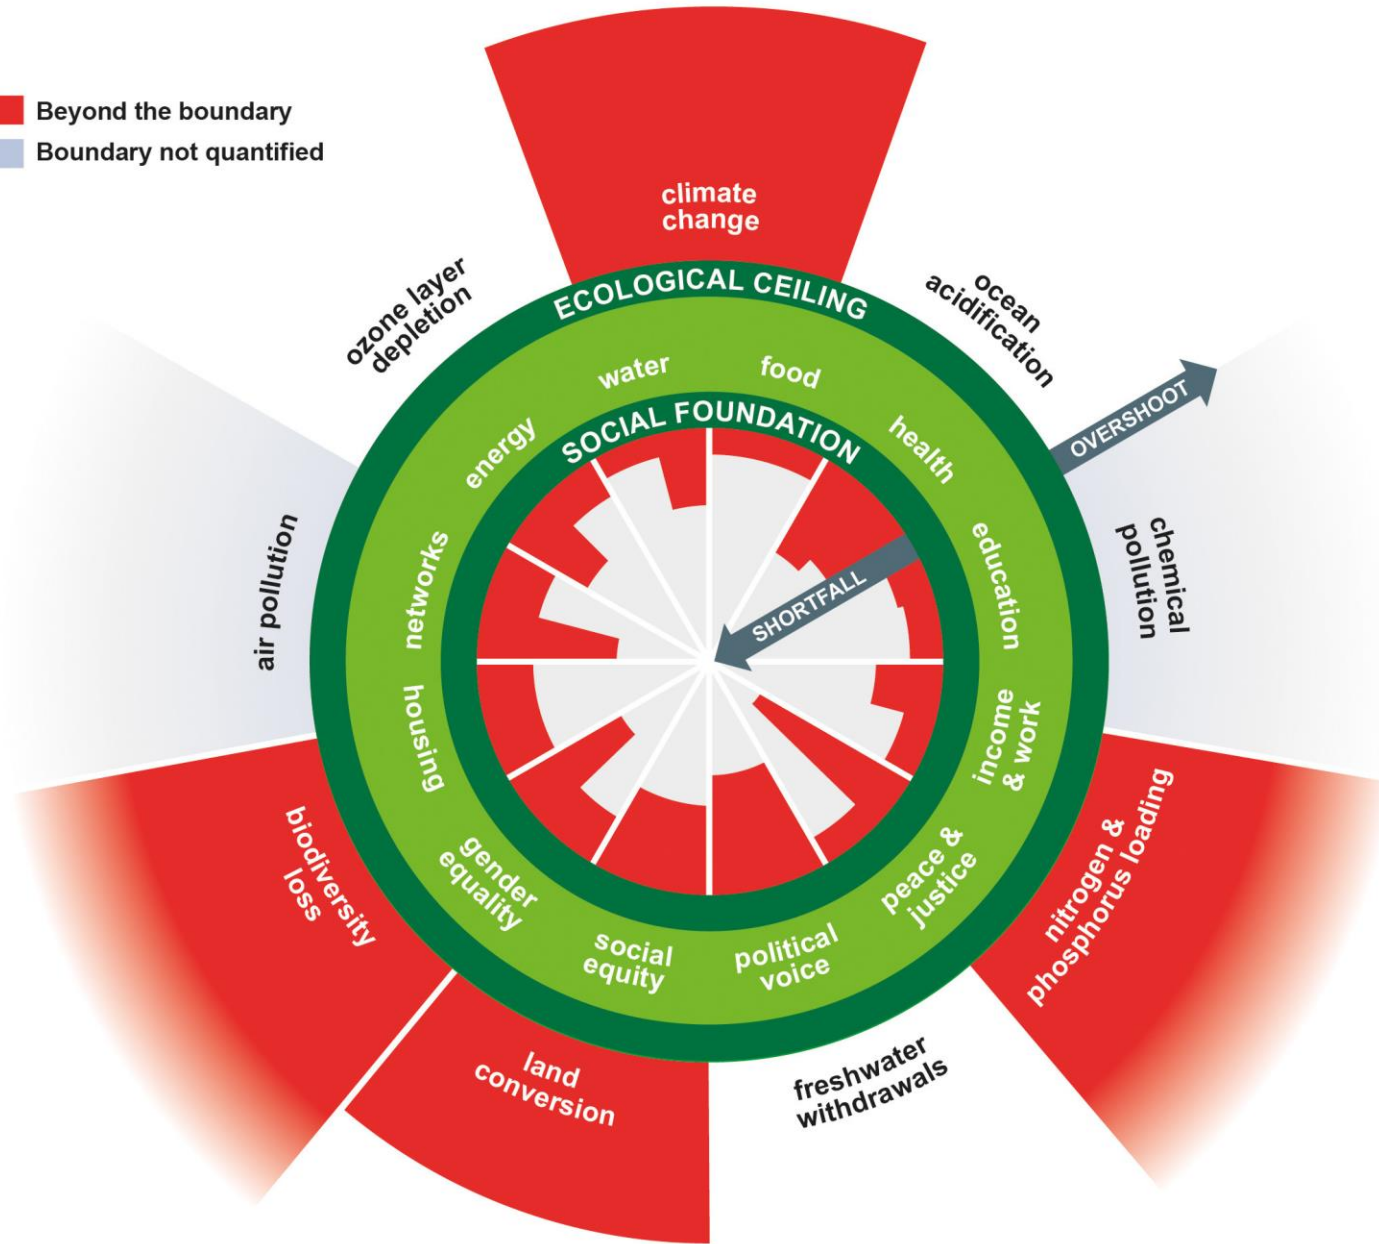 Beyond the boundary
Boundary not quantified
climate
change
ozone layer
depletion
ocean
acidification
ECOLOGICAL CEILING
OVERSHOOT
water
food
energy
health
SOCIAL FOUNDATION
networks
education
SHORTFALL
air pollution
chemical
pollution
housing
income
& work
biodiversity
loss
gender
equality
peace &
justice
nitrogen &
phosphorus loading
social
equity
political
voice
land
conversion
freshwater
withdrawals